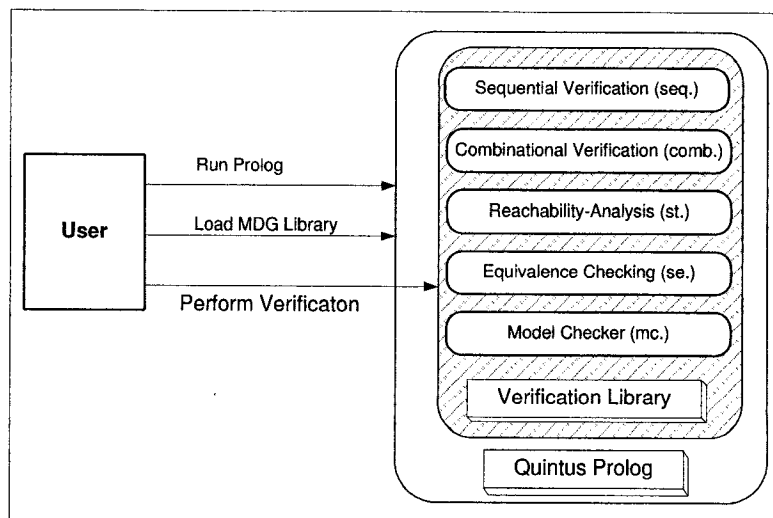 Sequential Verification (seq.)
Combinational Verification (comb.)
Run Prolog
Reachability-Analysis (st.)
User
Load MDG Library
Equivalence Checking (se.)
Perform Verificaton
Model Checker (mc.)
Verification Library
Quintus Prolog